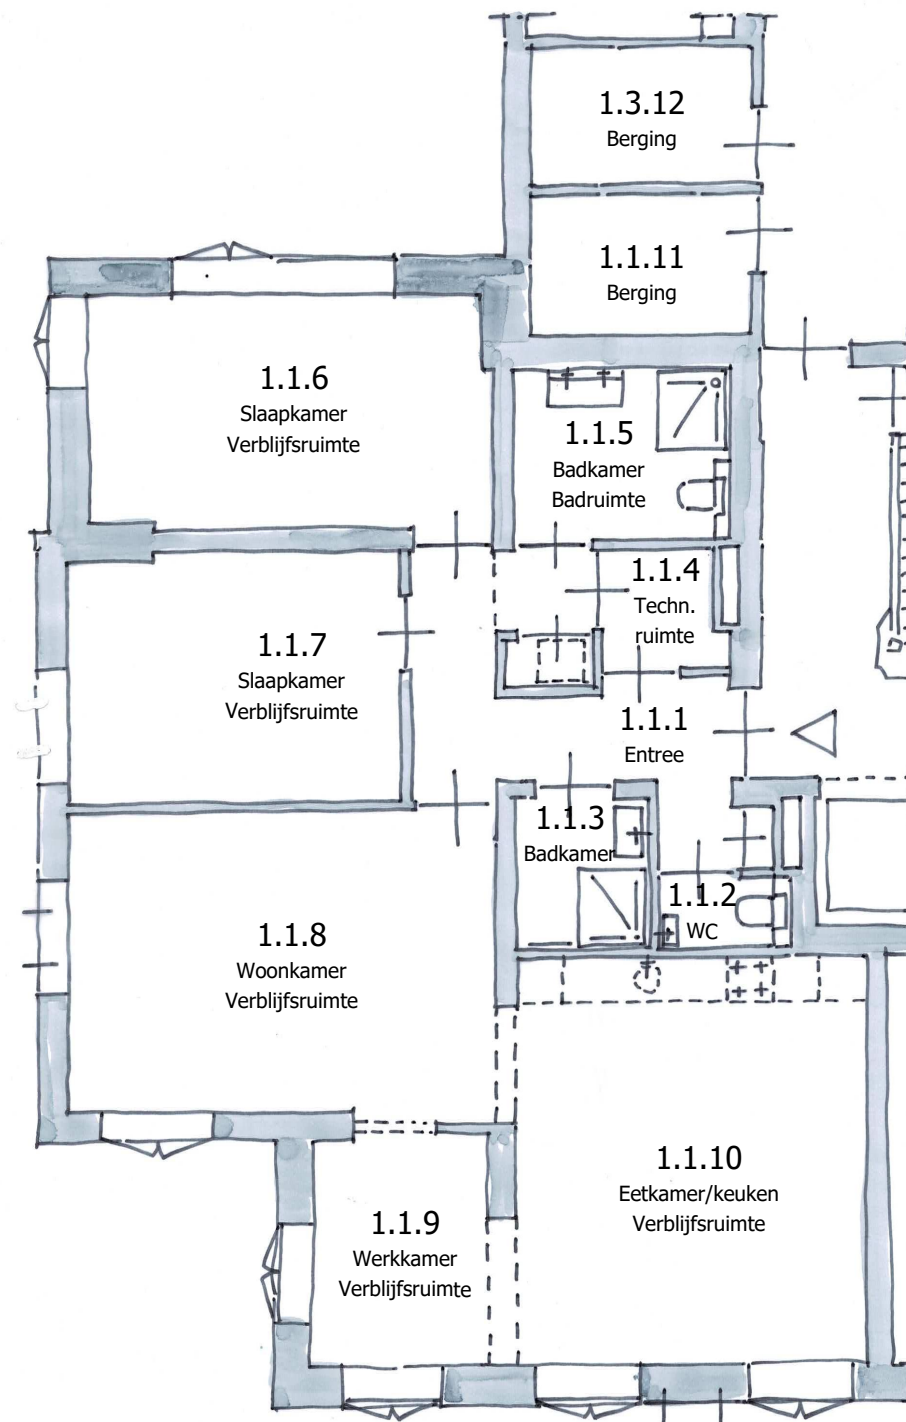 1.3.12
Berging
1.1.11
Berging
1.1.6
Slaapkamer
Verblijfsruimte
1.1.5
Badkamer
Badruimte
1.1.4
Techn.
ruimte
1.1.7
Slaapkamer
Verblijfsruimte
1.1.1
Entree
1.1.3
Badkamer
1.1.2
WC
1.1.8
Woonkamer
Verblijfsruimte
1.1.10
Eetkamer/keuken
Verblijfsruimte
1.1.9
Werkkamer
Verblijfsruimte